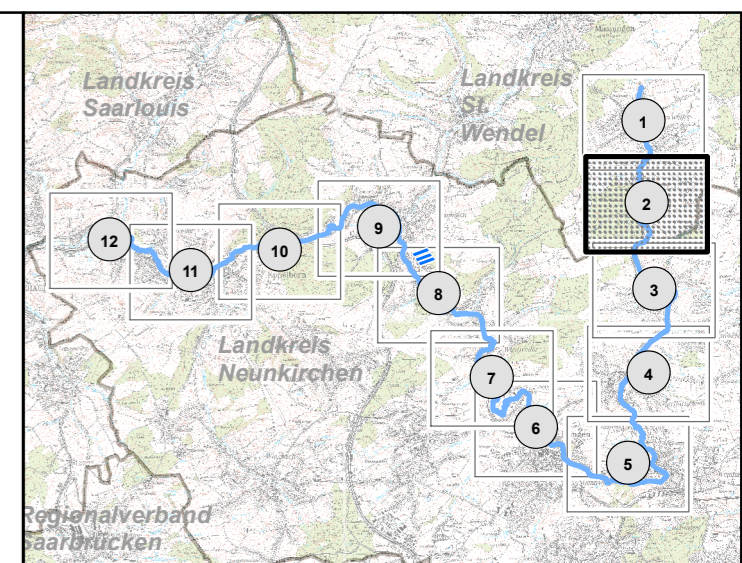 Landkreis
Saarlouis
Landkreis
St.
Wendel
1
2
3
4
5
6
7
8
9
10
11
12
Landkreis
Neunkirchen
Regionalverband
Saarbrücken